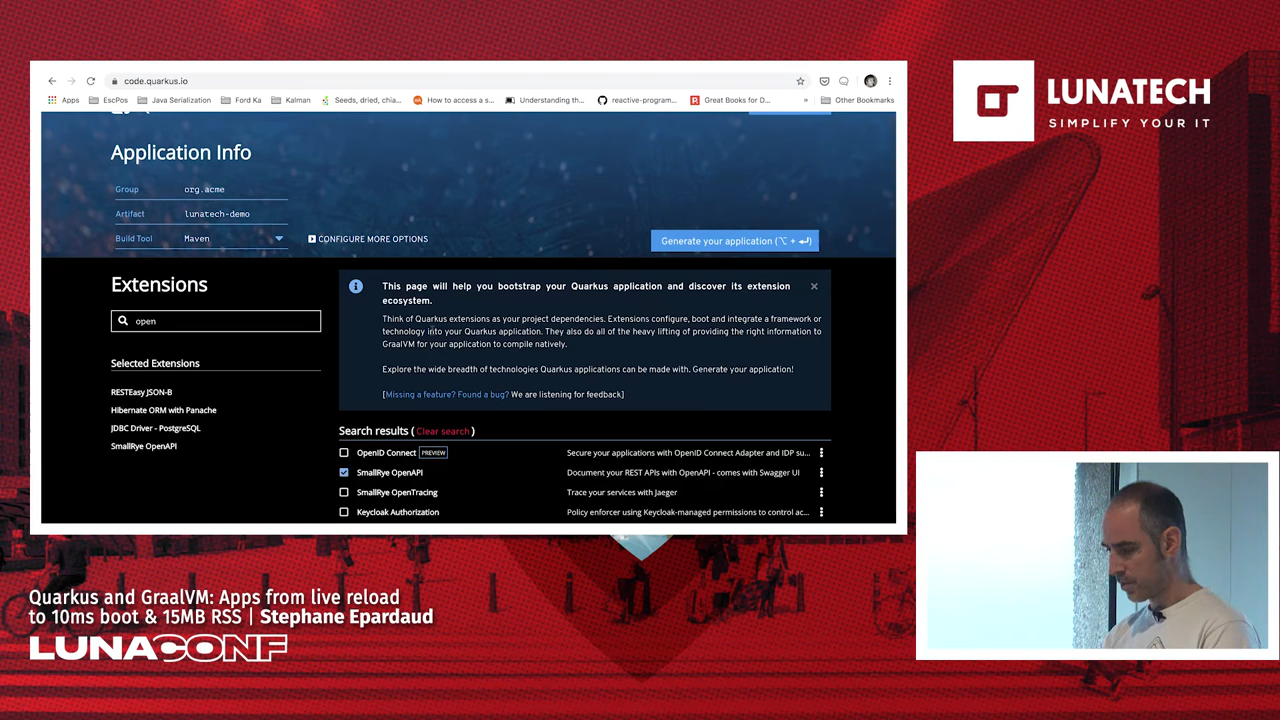 code.quarkus.io
Apps
EscPos
Java Serialization
Ford Ka
Kalman
Seeds, dried, chia...
How to access a s...
Understanding th...
reactive-program...
Great Books for D...
»
Other Bookmarks
LUNATECH
SIMPLIFY YOUR IT
Application Info
Group org.acme
Artifact lunatech-demo
Build Tool Maven
CONFIGURE MORE OPTIONS
Generate your application (⌥ + ↵)
Extensions
open
Selected Extensions
RESTEasy JSON-B
Hibernate ORM with Panache
JDBC Driver - PostgreSQL
SmallRye OpenAPI
This page will help you bootstrap your Quarkus application and discover its extension
ecosystem.
Think of Quarkus extensions as your project dependencies. Extensions configure, boot and integrate a framework or
technology into your Quarkus application. They also do all of the heavy lifting of providing the right information to
GraalVM for your application to compile natively.
Explore the wide breadth of technologies Quarkus applications can be made with. Generate your application!
[Missing a feature? Found a bug? We are listening for feedback]
Search results ( Clear search )
OpenID Connect PREVIEW Secure your applications with OpenID Connect Adapter and IDP su...
SmallRye OpenAPI Document your REST APIs with OpenAPI - comes with Swagger UI
SmallRye OpenTracing Trace your services with Jaeger
Keycloak Authorization Policy enforcer using Keycloak-managed permissions to control ac...
Quarkus and GraalVM: Apps from live reload
to 10ms boot & 15MB RSS | Stephane Epardaud
LUNACONF